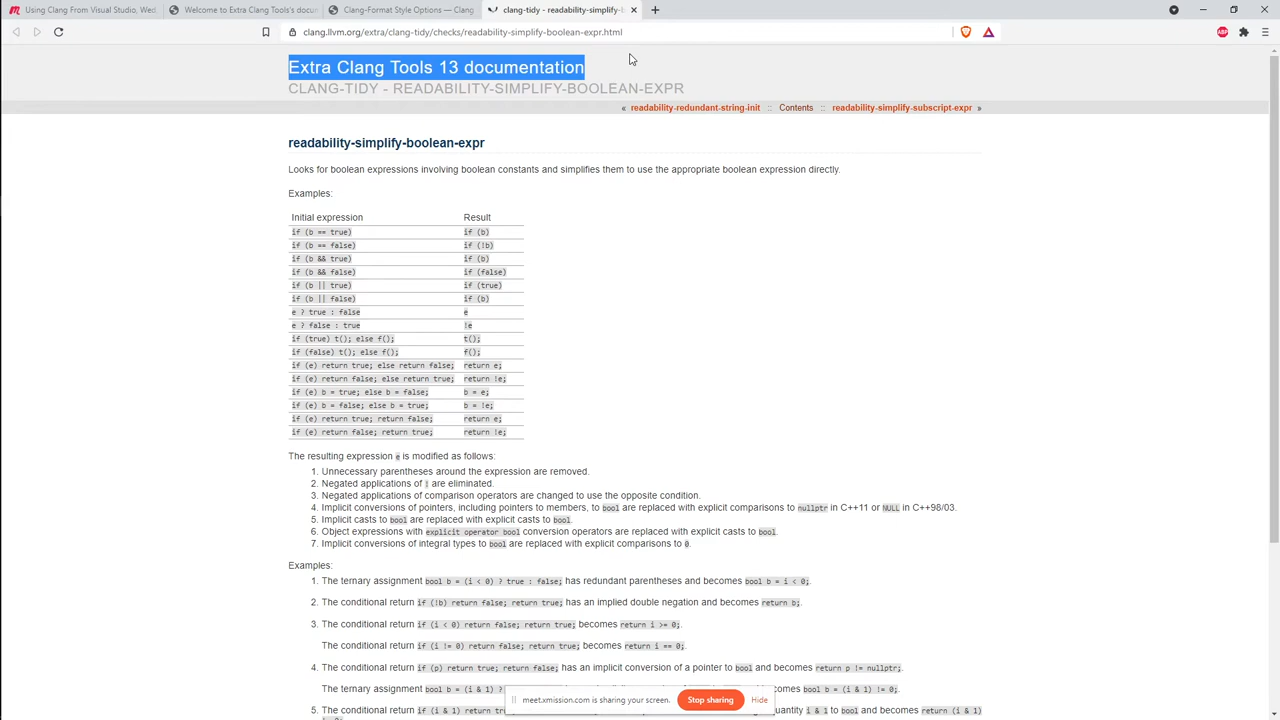 Using Clang From Visual Studio, Wed,
Welcome to Extra Clang Tools's docum
Clang-Format Style Options — Clang
clang-tidy - readability-simplify-b
clang.llvm.org/extra/clang-tidy/checks/readability-simplify-boolean-expr.html
ABP
Extra Clang Tools 13 documentation
CLANG-TIDY - READABILITY-SIMPLIFY-BOOLEAN-EXPR
« readability-redundant-string-init :: Contents :: readability-simplify-subscript-expr »
readability-simplify-boolean-expr
Looks for boolean expressions involving boolean constants and simplifies them to use the appropriate boolean expression directly.
Examples:
Initial expression Result
if (b == true) if (b)
if (b == false) if (!b)
if (b && true) if (b)
if (b && false) if (false)
if (b || true) if (true)
if (b || false) if (b)
e ? true : false e
e ? false : true !e
if (true) t(); else f(); t();
if (false) t(); else f(); f();
if (e) return true; else return false; return e;
if (e) return false; else return true; return !e;
if (e) b = true; else b = false; b = e;
if (e) b = false; else b = true; b = !e;
if (e) return true; return false; return e;
if (e) return false; return true; return !e;
The resulting expression e is modified as follows:
1. Unnecessary parentheses around the expression are removed.
2. Negated applications of ! are eliminated.
3. Negated applications of comparison operators are changed to use the opposite condition.
4. Implicit conversions of pointers, including pointers to members, to bool are replaced with explicit comparisons to nullptr in C++11 or NULL in C++98/03.
5. Implicit casts to bool are replaced with explicit casts to bool.
6. Object expressions with explicit operator bool conversion operators are replaced with explicit casts to bool.
7. Implicit conversions of integral types to bool are replaced with explicit comparisons to 0.
Examples:
1. The ternary assignment bool b = (i < 0) ? true : false; has redundant parentheses and becomes bool b = i < 0;.
2. The conditional return if (!b) return false; return true; has an implied double negation and becomes return b;.
3. The conditional return if (i < 0) return false; return true; becomes return i >= 0;.
The conditional return if (i != 0) return false; return true; becomes return i == 0;.
4. The conditional return if (p) return true; return false; has an implicit conversion of a pointer to bool and becomes return p != nullptr;.
The ternary assignment bool b = (i & 1) ? comes bool b = (i & 1) != 0;.
meet.xmission.com is sharing your screen. Stop sharing Hide
5. The conditional return if (i & 1) return tru quantity i & 1 to bool and becomes return (i & 1)